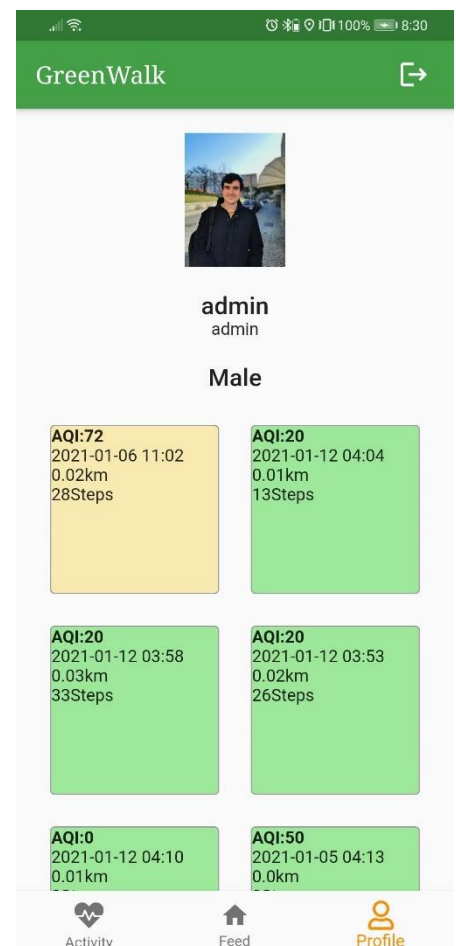 100% 8:30
GreenWalk
admin
admin
Male
AQI:72
2021-01-06 11:02
0.02km
28Steps
AQI:20
2021-01-12 04:04
0.01km
13Steps
AQI:20
2021-01-12 03:58
0.03km
33Steps
AQI:20
2021-01-12 03:53
0.02km
26Steps
AQI:0
2021-01-12 04:10
0.01km
AQI:50
2021-01-05 04:13
0.0km
Activity
Feed
Profile